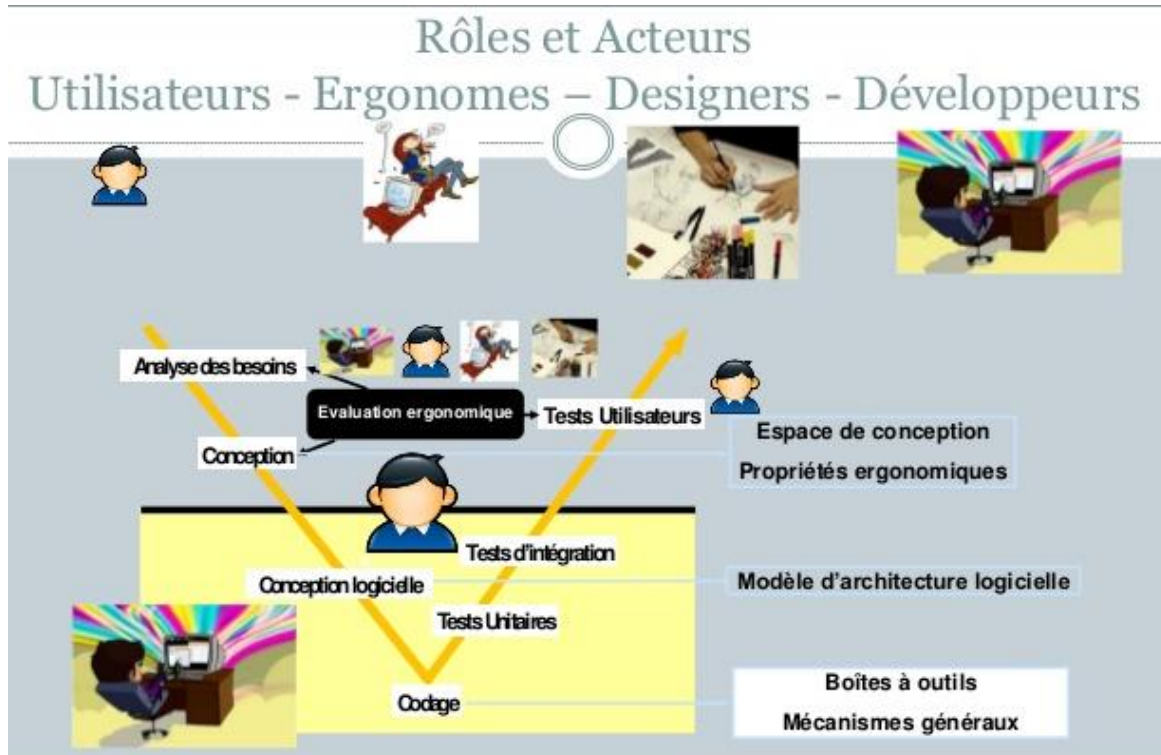 Rôles et Acteurs
Utilisateurs - Ergonomes – Designers - Développeurs
Analyse des besoins
Evaluation ergonomique
Tests Utilisateurs
Conception
Espace de conception
Propriétés ergonomiques
Tests d'intégration
Conception logicielle
Modèle d'architecture logicielle
Tests Unitaires
Codage
Boîtes à outils
Mécanismes généraux